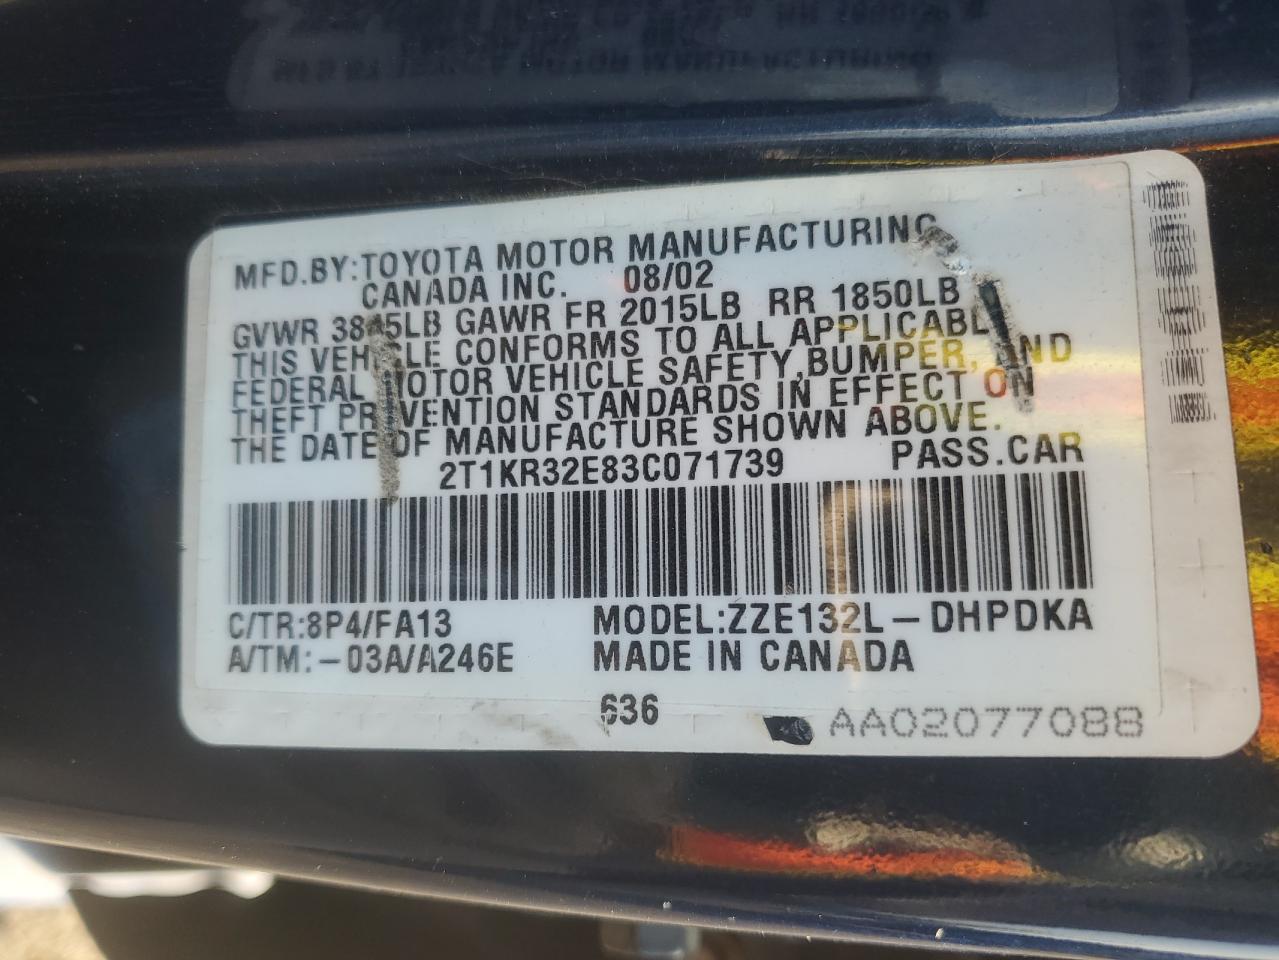 MFD.BY:TOYOTA MOTOR MANUFACTURING
CANADA INC. 08/02
GVWR 3865LB GAWR FR 2015LB RR 1850LB
THIS VEHICLE CONFORMS TO ALL APPLICABLE
FEDERAL MOTOR VEHICLE SAFETY,BUMPER, AND
THEFT PREVENTION STANDARDS IN EFFECT ON
THE DATE OF MANUFACTURE SHOWN ABOVE.
2T1KR32E83C071739 PASS.CAR
C/TR:8P4/FA13 MODEL:ZZE132L-DHPDKA
A/TM:-03A/A246E MADE IN CANADA
636 AA02077088